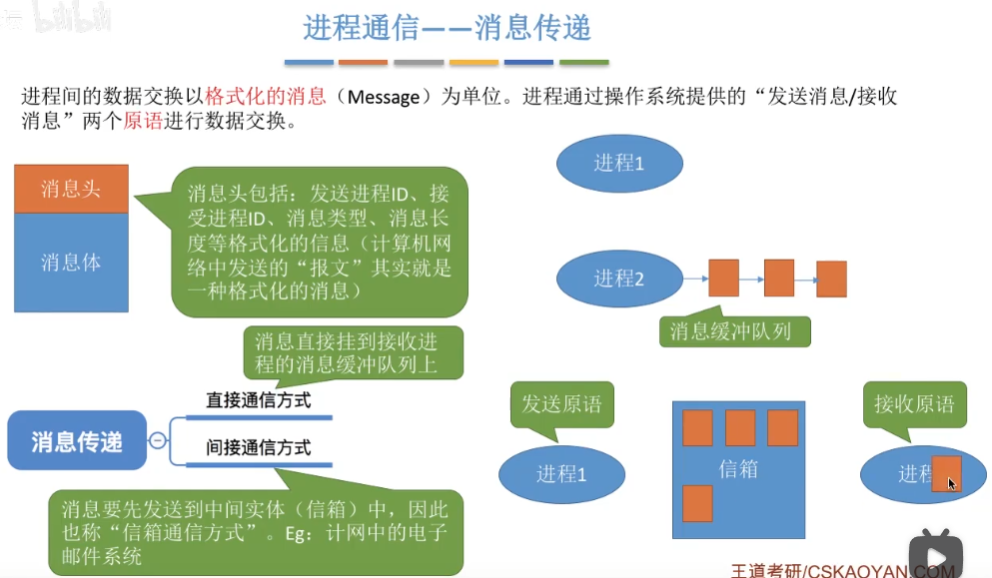 bilibili
进程通信——消息传递
进程间的数据交换以格式化的消息（Message）为单位。进程通过操作系统提供的“发送消息/接收
消息”两个原语进行数据交换。
消息头
消息体
消息头包括：发送进程ID、接
受进程ID、消息类型、消息长
度等格式化的信息（计算机网
络中发送的“报文”其实就是
一种格式化的消息）
进程1
进程2
消息缓冲队列
消息直接挂到接收进
程的消息缓冲队列上
消息传递
直接通信方式
间接通信方式
消息要先发送到中间实体（信箱）中，因此
也称“信箱通信方式”。Eg：计网中的电子
邮件系统
发送原语
进程1
信箱
接收原语
进程
王道考研/CSKAOYAN.COM